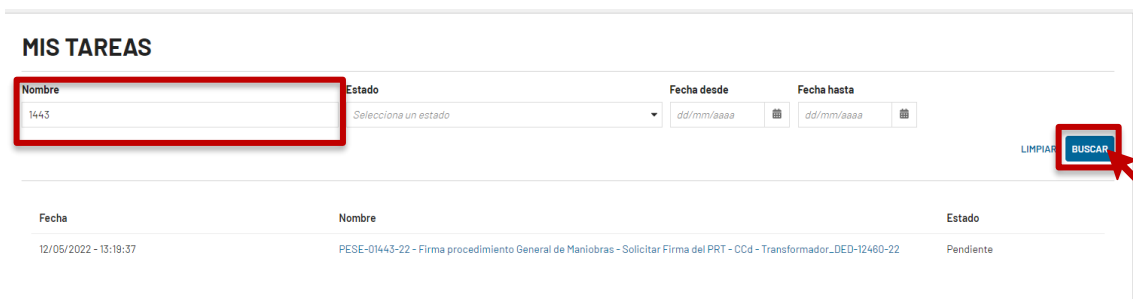 MIS TAREAS
Nombre Estado Fecha desde Fecha hasta
1443 Selecciona un estado dd/mm/aaaa dd/mm/aaaa
LIMPIAR BUSCAR
Fecha Nombre Estado
12/05/2022 - 13:19:37 PESE-01443-22 - Firma procedimiento General de Maniobras - Solicitar Firma del PRT - CCd - Transformador_DED-12460-22 Pendiente